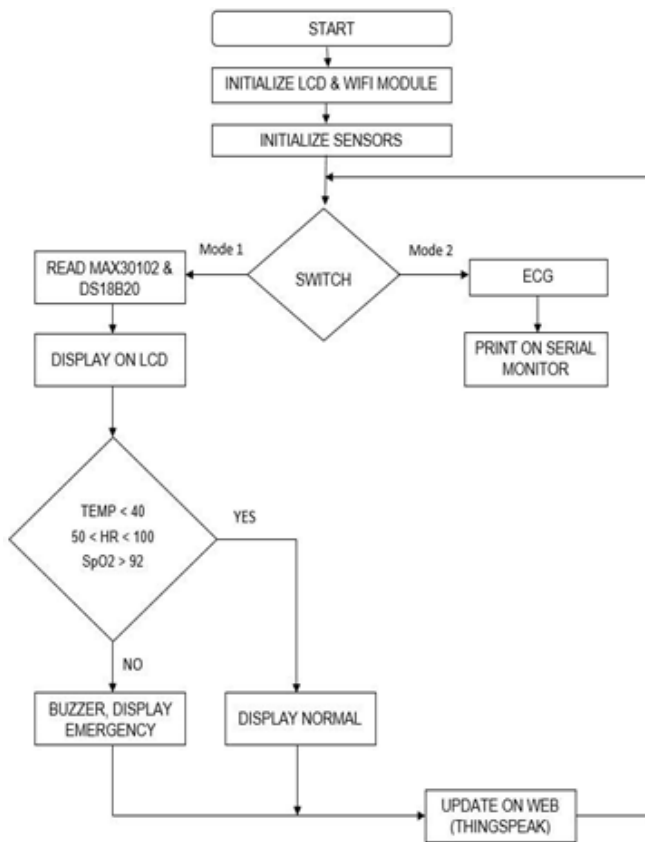 START
INITIALIZE LCD & WIFI MODULE
INITIALIZE SENSORS
Mode 1
SWITCH
Mode 2
READ MAX30102 &
DS18B20
ECG
DISPLAY ON LCD
PRINT ON SERIAL
MONITOR
TEMP < 40
50 < HR < 100
SpO2 > 92
YES
NO
BUZZER, DISPLAY
EMERGENCY
DISPLAY NORMAL
UPDATE ON WEB
(THINGSPEAK)